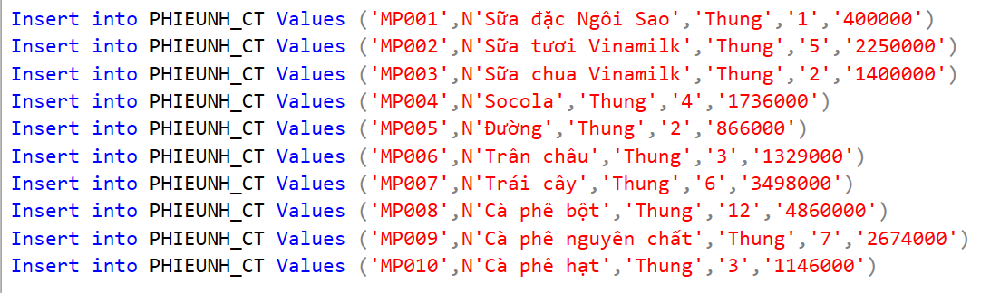 Insert into PHIEUNH_CT Values ('MP001',N'Sữa đặc Ngôi Sao','Thung','1','400000')
Insert into PHIEUNH_CT Values ('MP002',N'Sữa tươi Vinamilk','Thung','5','2250000')
Insert into PHIEUNH_CT Values ('MP003',N'Sữa chua Vinamilk','Thung','2','1400000')
Insert into PHIEUNH_CT Values ('MP004',N'Socola','Thung','4','1736000')
Insert into PHIEUNH_CT Values ('MP005',N'Đường','Thung','2','866000')
Insert into PHIEUNH_CT Values ('MP006',N'Trân châu','Thung','3','1329000')
Insert into PHIEUNH_CT Values ('MP007',N'Trái cây','Thung','6','3498000')
Insert into PHIEUNH_CT Values ('MP008',N'Cà phê bột','Thung','12','4860000')
Insert into PHIEUNH_CT Values ('MP009',N'Cà phê nguyên chất','Thung','7','2674000')
Insert into PHIEUNH_CT Values ('MP010',N'Cà phê hạt','Thung','3','1146000')